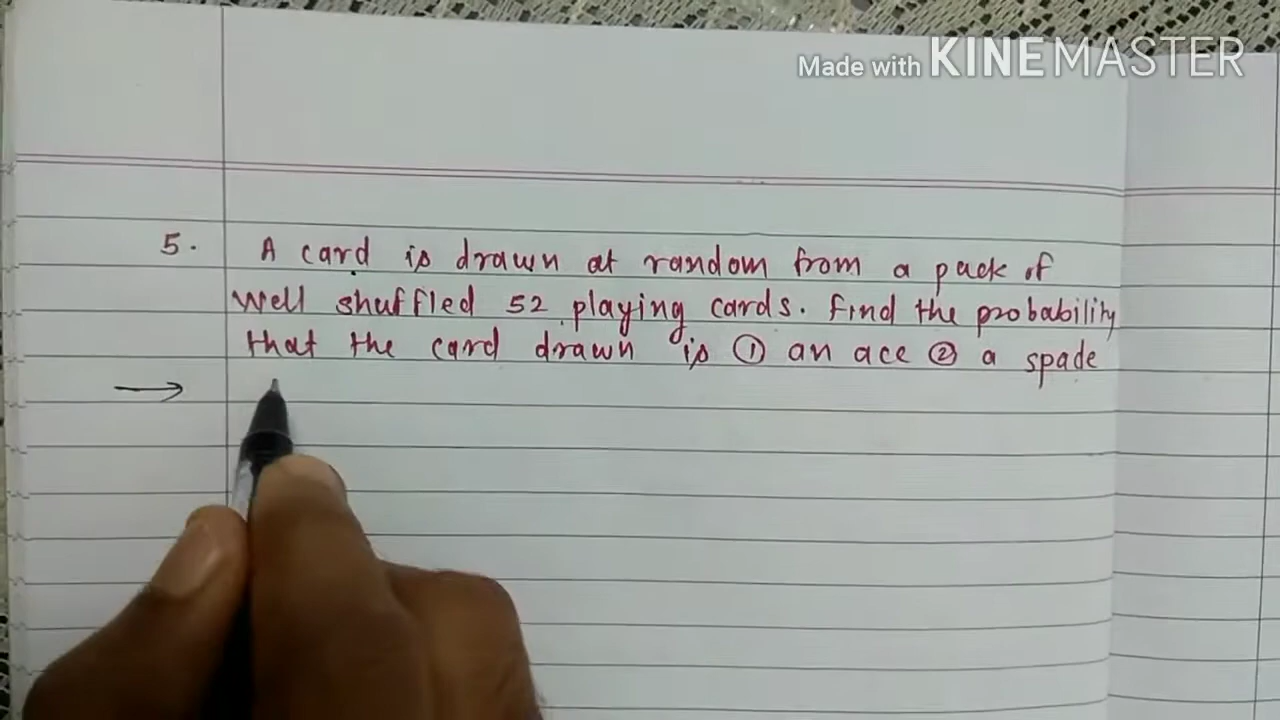 Made with KINEMASTER
5. A card is drawn at random from a pack of
well shuffled 52 playing cards. Find the probability
that the card drawn is ① an ace ② a spade
→